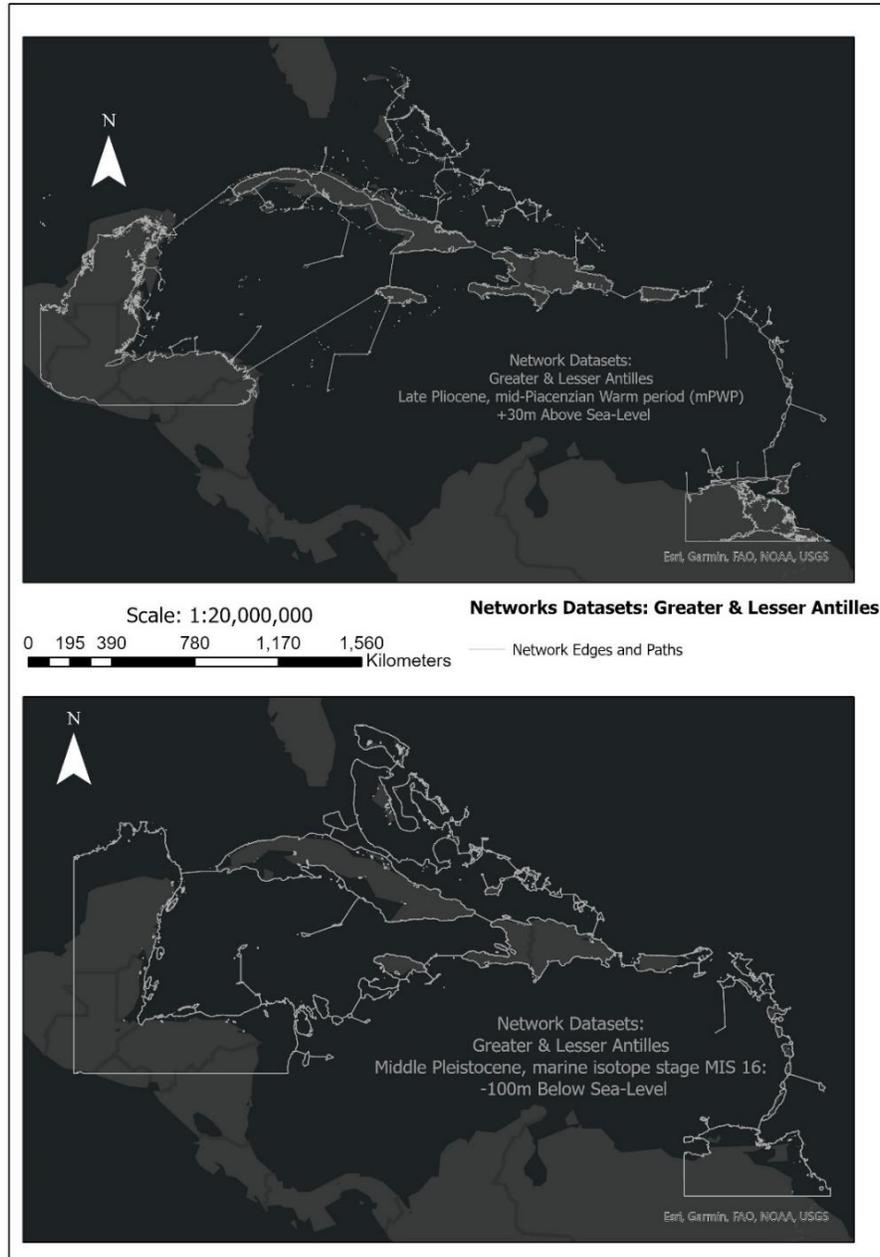 N
Network Datasets:
Greater & Lesser Antilles
Late Pliocene, mid-Piacenzian Warm period (mPWP)
+30m Above Sea-Level
Esri, Garmin, FAO, NOAA, USGS
Scale: 1:20,000,000
0 195 390 780 1,170 1,560
Kilometers
Networks Datasets: Greater & Lesser Antilles
Network Edges and Paths
N
Network Datasets:
Greater & Lesser Antilles
Middle Pleistocene, marine isotope stage MIS 16:
-100m Below Sea-Level
Esri, Garmin, FAO, NOAA, USGS